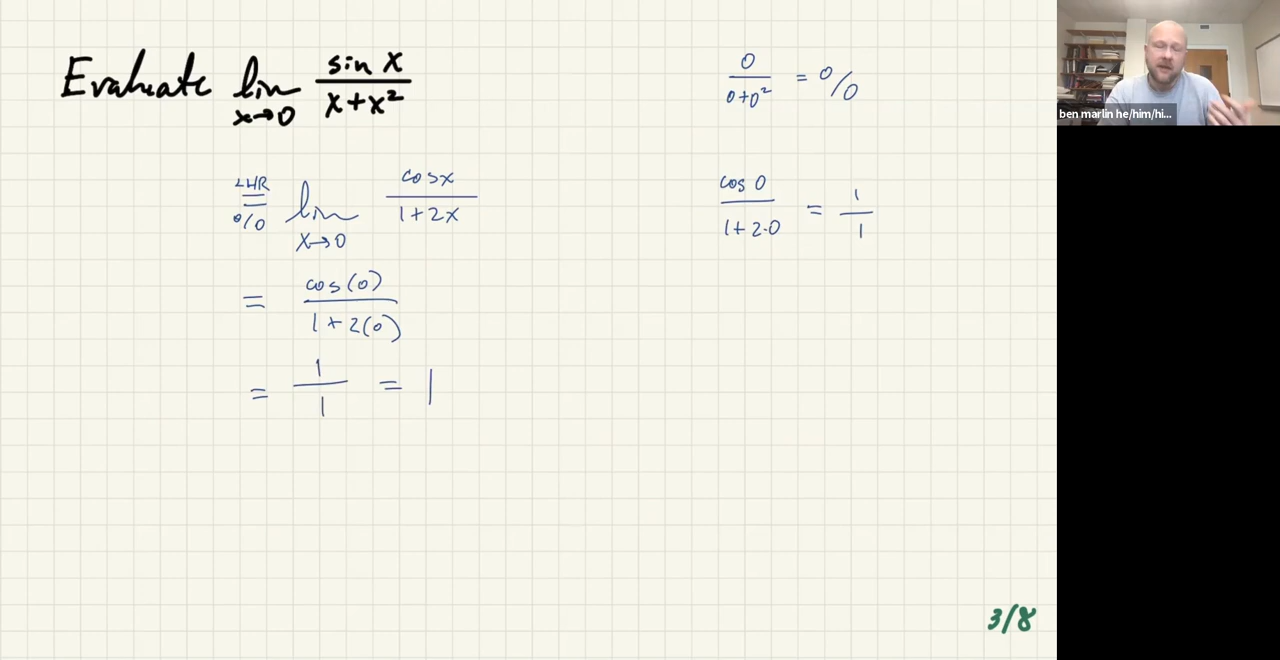 Evaluate lim x→0 sin x / x+x²
0 / 0+0² = 0/0
LHR = 0/0 lim x→0 cos x / 1+2x
cos 0 / 1+2·0 = 1/1
= cos(0) / 1+2(0)
= 1/1 = 1
3/8
ben marlin he/him/hi...